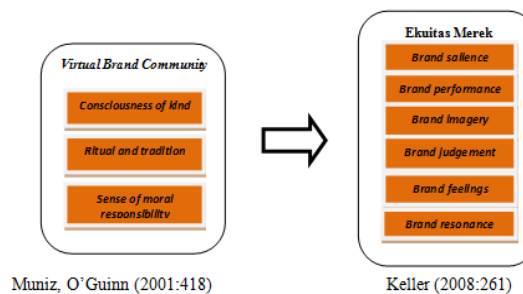 Virtual Brand Community
Consciousness of kind
Ritual and tradition
Sense of moral
responsibility
Muniz, O'Guinn (2001:418)
Ekuitas Merek
Brand salience
Brand performance
Brand imagery
Brand judgement
Brand feelings
Brand resonance
Keller (2008:261)